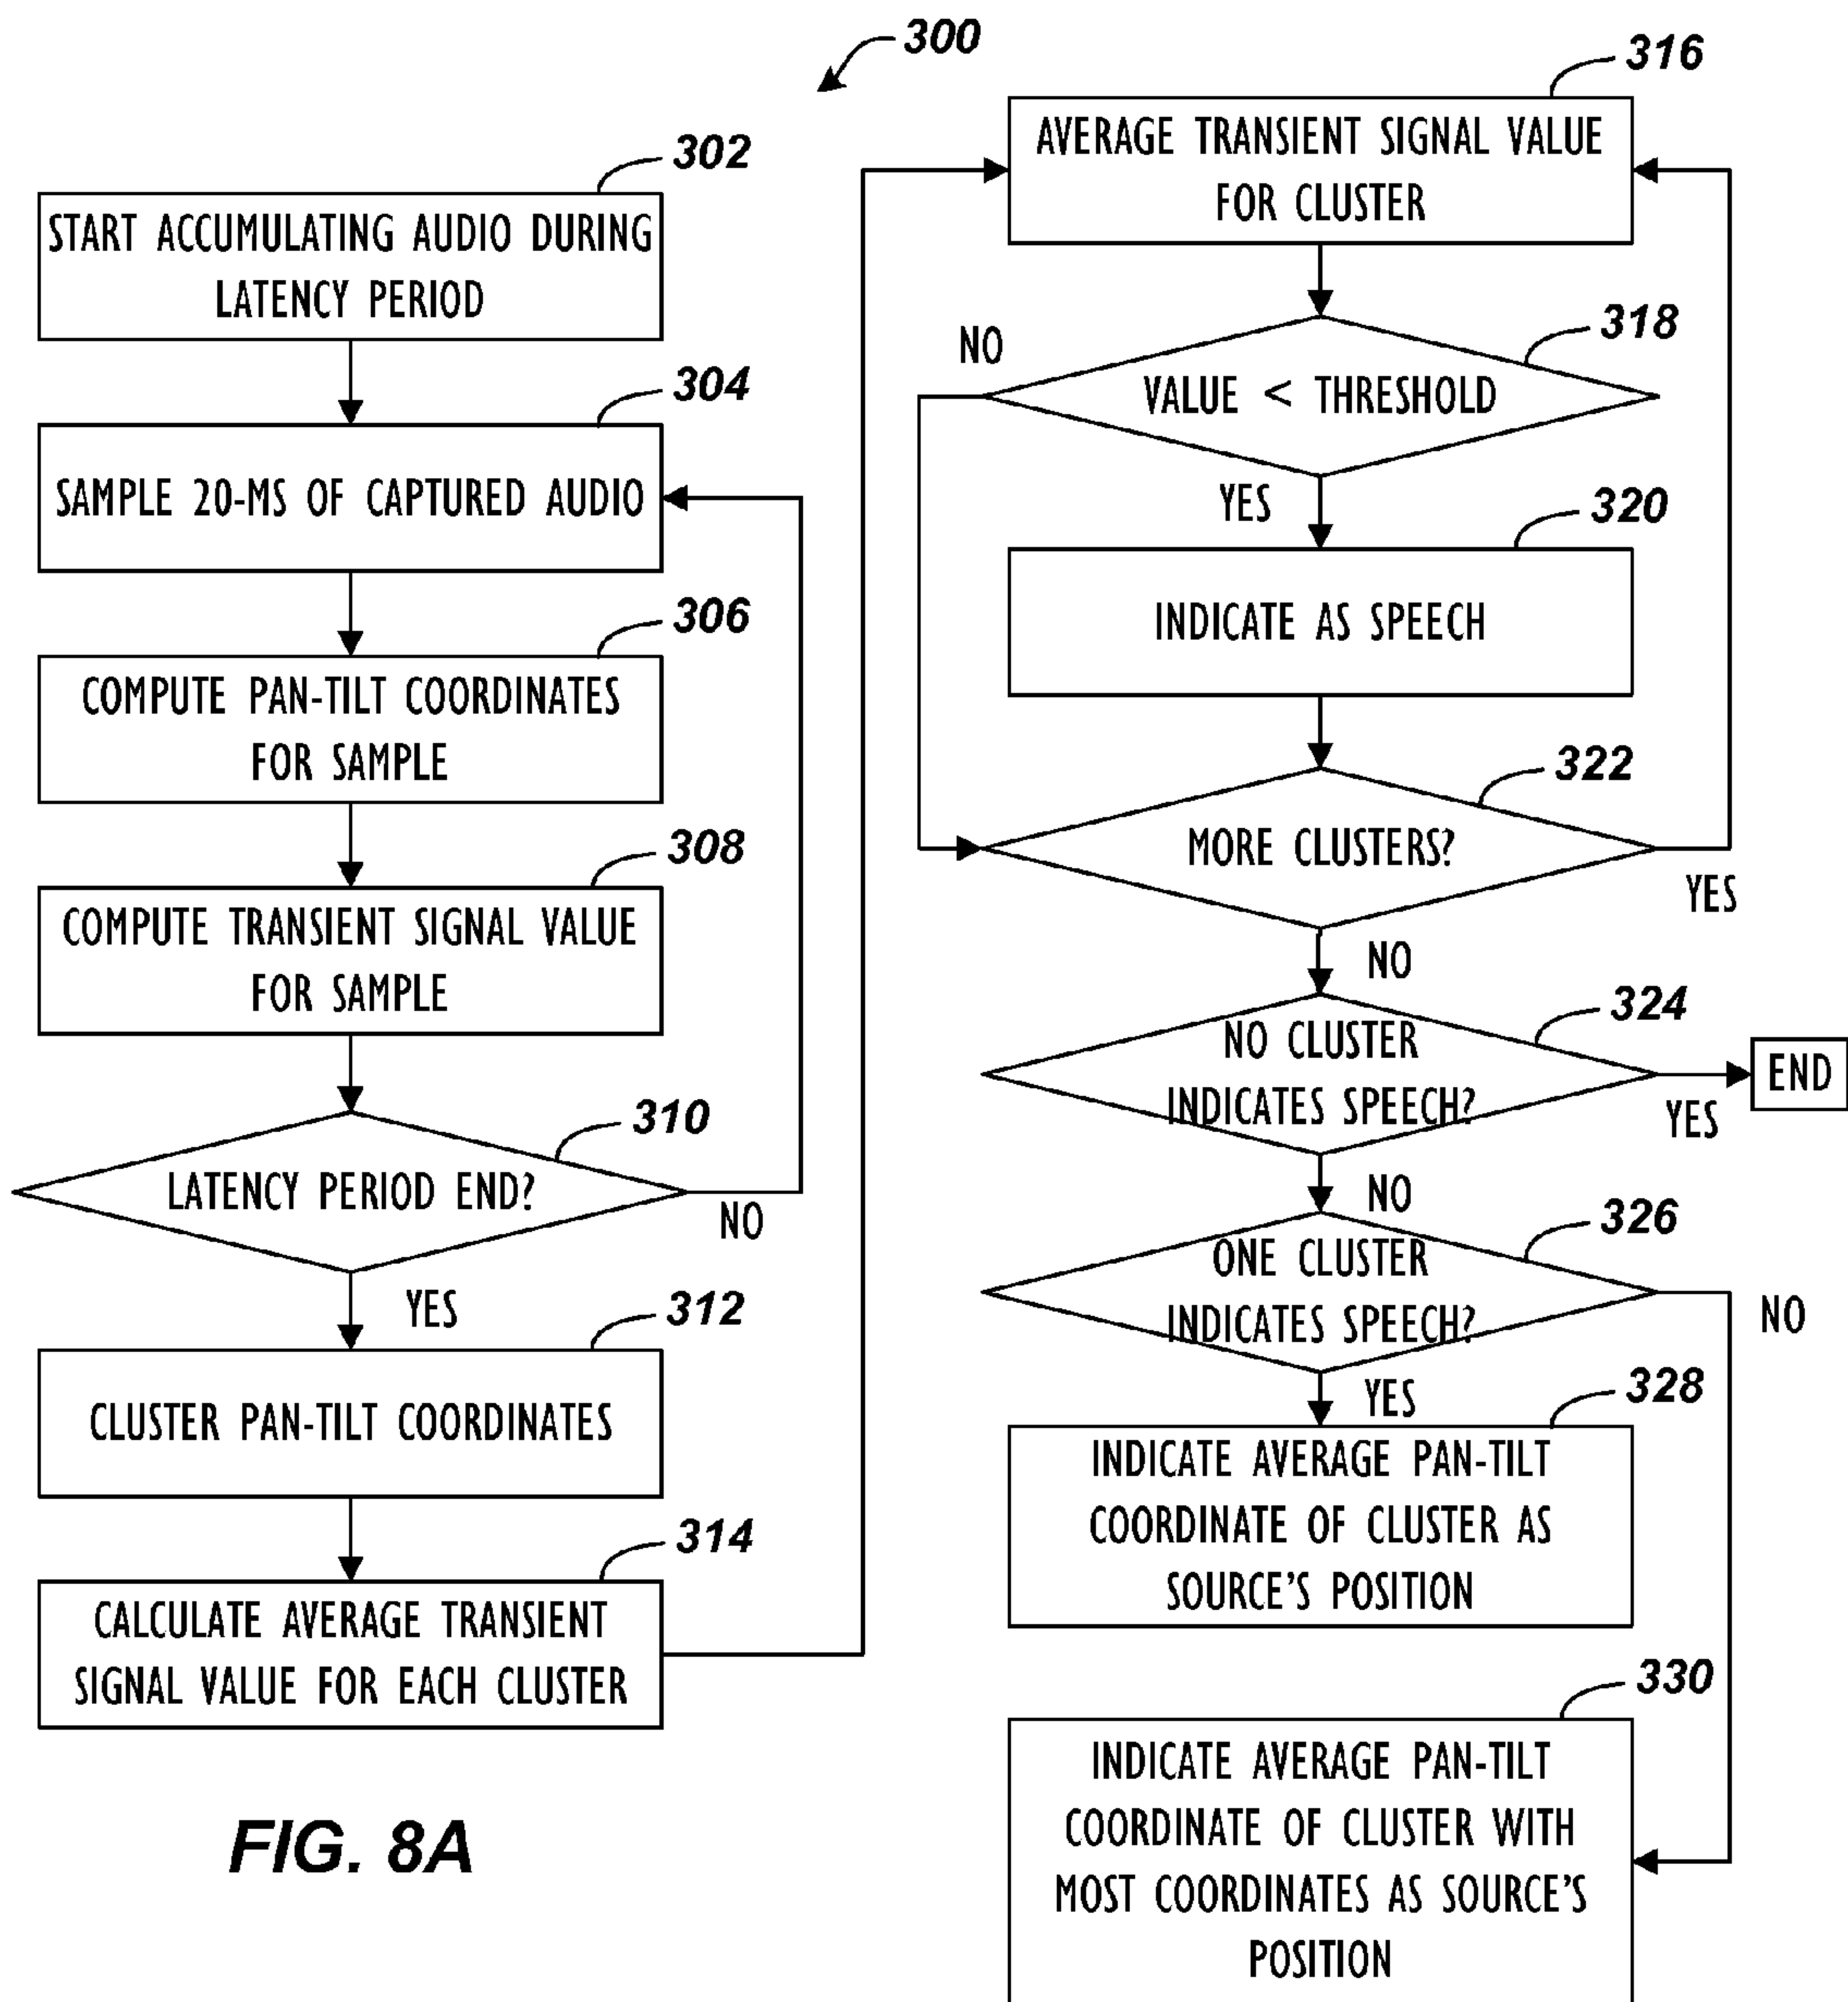 300
302
START ACCUMULATING AUDIO DURING
LATENCY PERIOD
304
SAMPLE 20-MS OF CAPTURED AUDIO
306
COMPUTE PAN-TILT COORDINATES
FOR SAMPLE
308
COMPUTE TRANSIENT SIGNAL VALUE
FOR SAMPLE
310
LATENCY PERIOD END?
NO
YES
312
CLUSTER PAN-TILT COORDINATES
314
CALCULATE AVERAGE TRANSIENT
SIGNAL VALUE FOR EACH CLUSTER
316
AVERAGE TRANSIENT SIGNAL VALUE
FOR CLUSTER
318
NO
VALUE < THRESHOLD
YES
320
INDICATE AS SPEECH
322
MORE CLUSTERS?
YES
NO
324
NO CLUSTER
INDICATES SPEECH?
END
YES
NO
326
ONE CLUSTER
INDICATES SPEECH?
NO
YES
328
INDICATE AVERAGE PAN-TILT
COORDINATE OF CLUSTER AS
SOURCE'S POSITION
330
INDICATE AVERAGE PAN-TILT
COORDINATE OF CLUSTER WITH
MOST COORDINATES AS SOURCE'S
POSITION
FIG. 8A